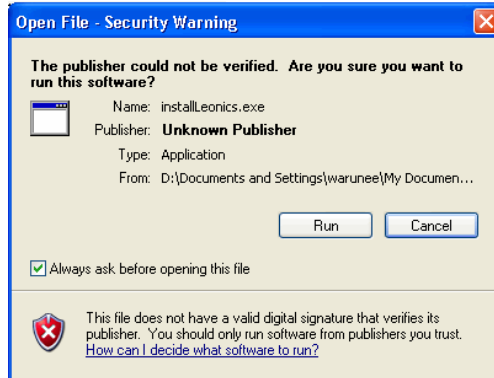 Open File - Security Warning
The publisher could not be verified. Are you sure you want to
run this software?
Name: installLeonics.exe
Publisher: Unknown Publisher
Type: Application
From: D:\Documents and Settings\warunee\My Documen...
Run Cancel
Always ask before opening this file
This file does not have a valid digital signature that verifies its
publisher. You should only run software from publishers you trust.
How can I decide what software to run?